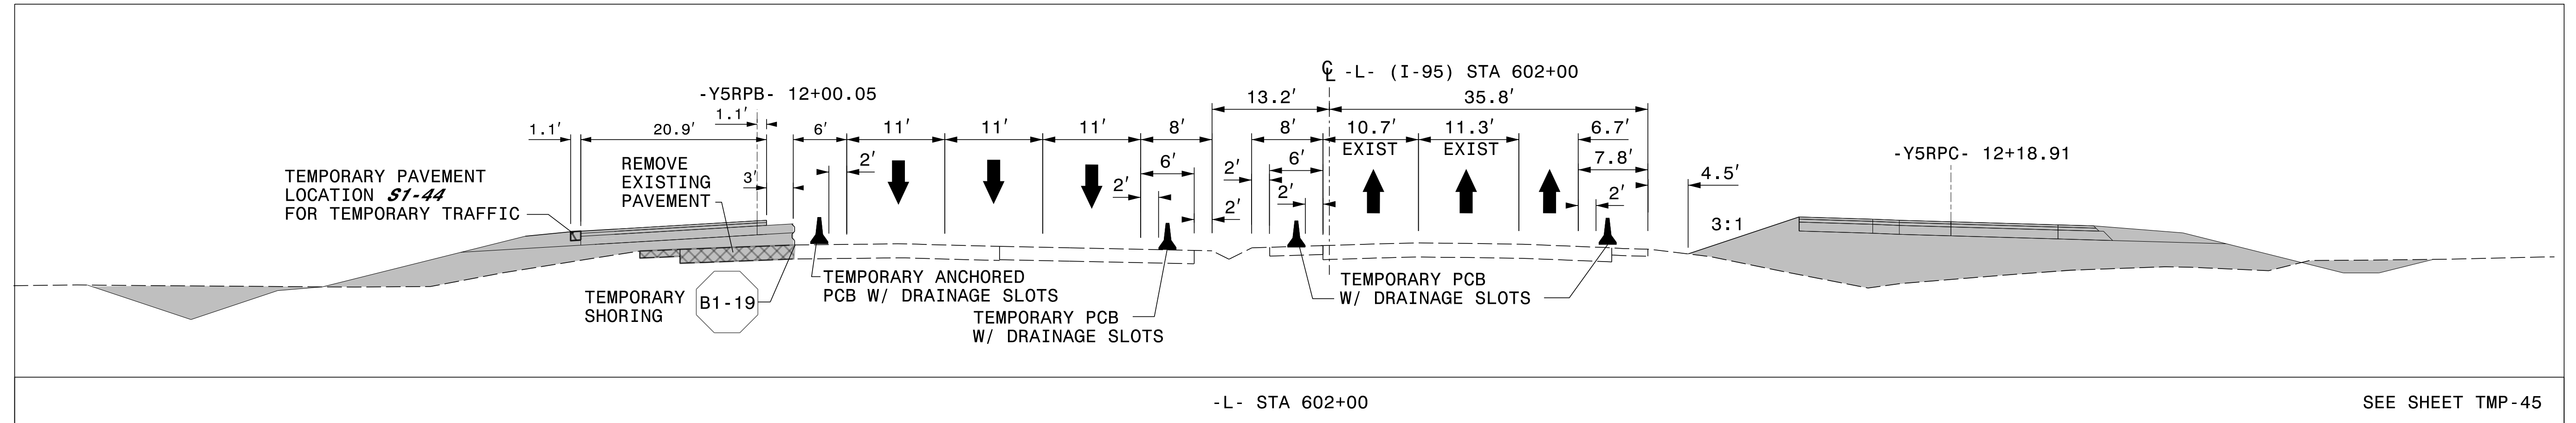 ℄ -L- (I-95) STA 602+00
-Y5RPB- 12+00.05
13.2'
35.8'
1.1'
1.1'
20.9'
6'
11'
11'
11'
8'
8'
10.7'
EXIST
11.3'
EXIST
6.7'
-Y5RPC- 12+18.91
REMOVE
EXISTING
PAVEMENT
3'
2'
6'
2'
2'
2'
6'
2'
7.8'
2'
4.5'
3:1
TEMPORARY PAVEMENT
LOCATION S1-44
FOR TEMPORARY TRAFFIC
TEMPORARY
SHORING
B1-19
TEMPORARY ANCHORED
PCB W/ DRAINAGE SLOTS
TEMPORARY PCB
W/ DRAINAGE SLOTS
TEMPORARY PCB
W/ DRAINAGE SLOTS
-L- STA 602+00
SEE SHEET TMP-45